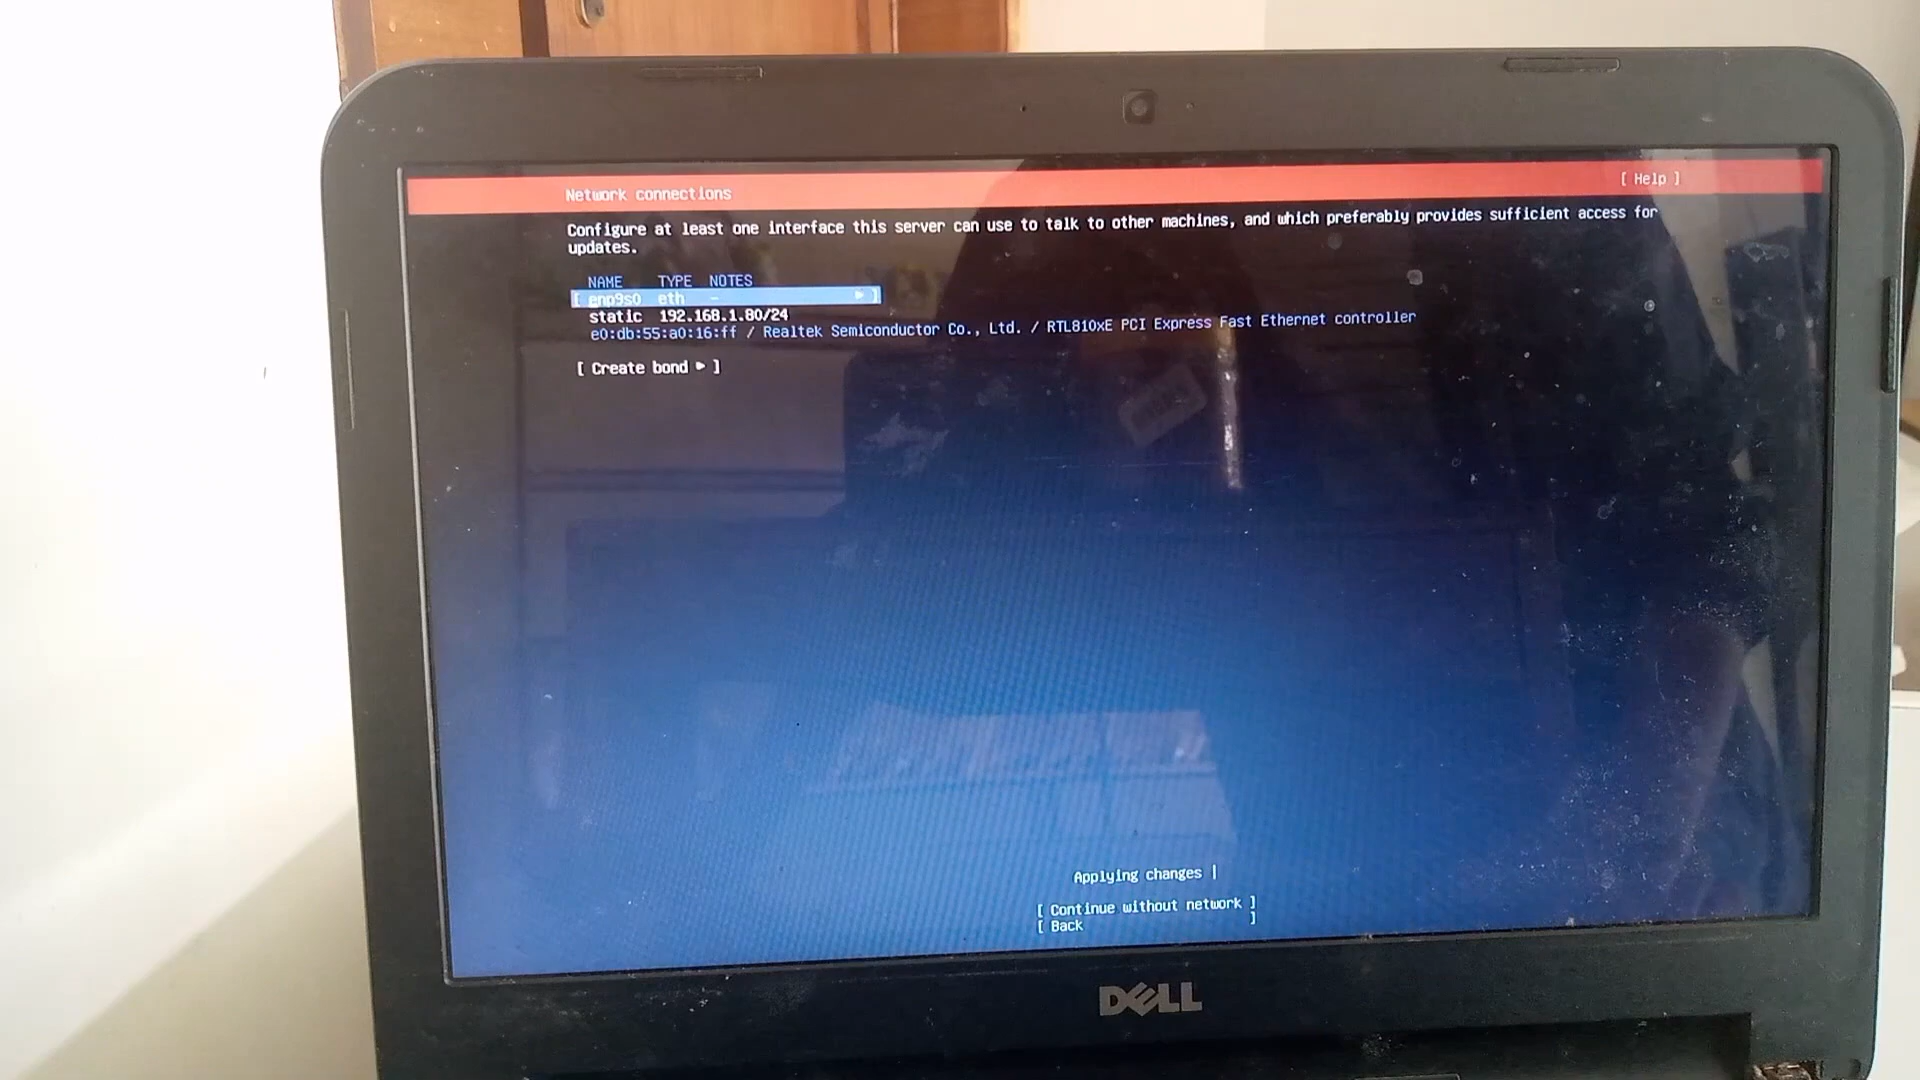 Network connections
[ Help ]
Configure at least one interface this server can use to talk to other machines, and which preferably provides sufficient access for
updates.
NAME TYPE NOTES
[ enp9s0 eth – ▸ ]
static 192.168.1.80/24
e0:db:55:a0:16:ff / Realtek Semiconductor Co., Ltd. / RTL810xE PCI Express Fast Ethernet controller
[ Create bond ▸ ]
Applying changes |
[ Continue without network ]
[ Back ]
DELL